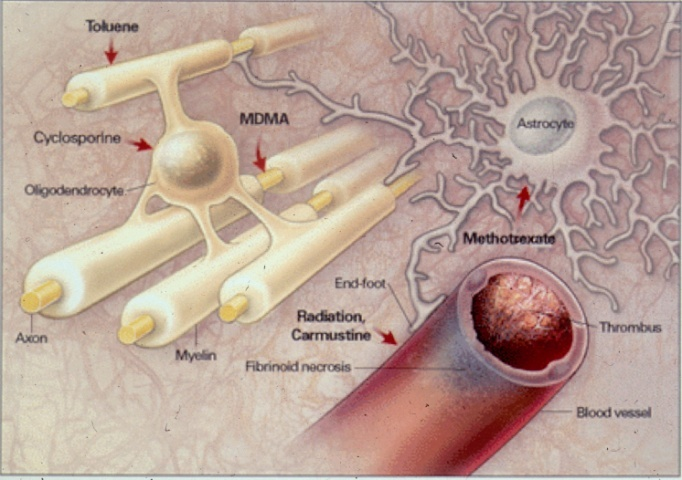 Toluene
MDMA
Cyclosporine
Oligodendrocyte
Astrocyte
Methotrexate
End-foot
Radiation,
Carmustine
Thrombus
Axon
Myelin
Fibrinoid necrosis
Blood vessel